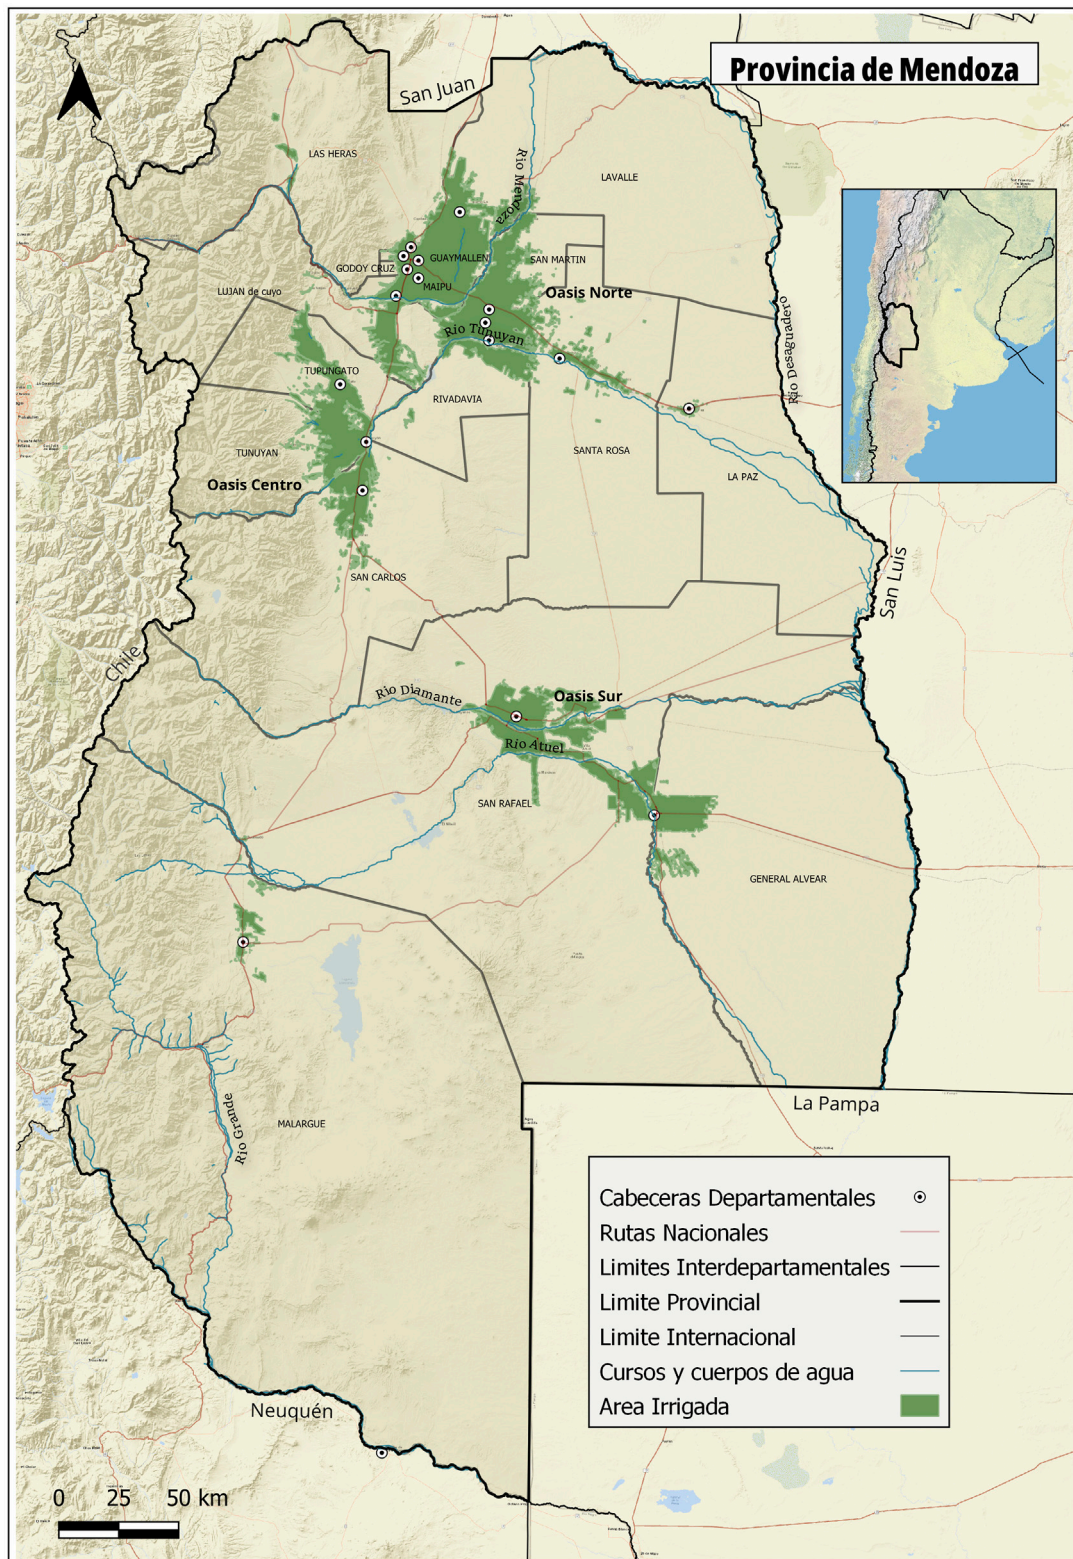 Provincia de Mendoza
San Juan
Rio Mendoza
LAS HERAS
LAVALLE
GUAYMALLEN
SAN MARTIN
GODOY CRUZ
MAIPU
LUJAN de cuyo
Oasis Norte
Rio Desaguadero
Rio Tunuyan
TUPUNGATO
RIVADAVIA
TUNUYAN
SANTA ROSA
LA PAZ
Oasis Centro
SAN CARLOS
San Luis
Chile
Rio Diamante
Oasis Sur
Rio Atuel
SAN RAFAEL
GENERAL ALVEAR
Rio Grande
MALARGUE
La Pampa
Neuquén
Cabeceras Departamentales
Rutas Nacionales
Limites Interdepartamentales
Limite Provincial
Limite Internacional
Cursos y cuerpos de agua
Area Irrigada
0 25 50 km